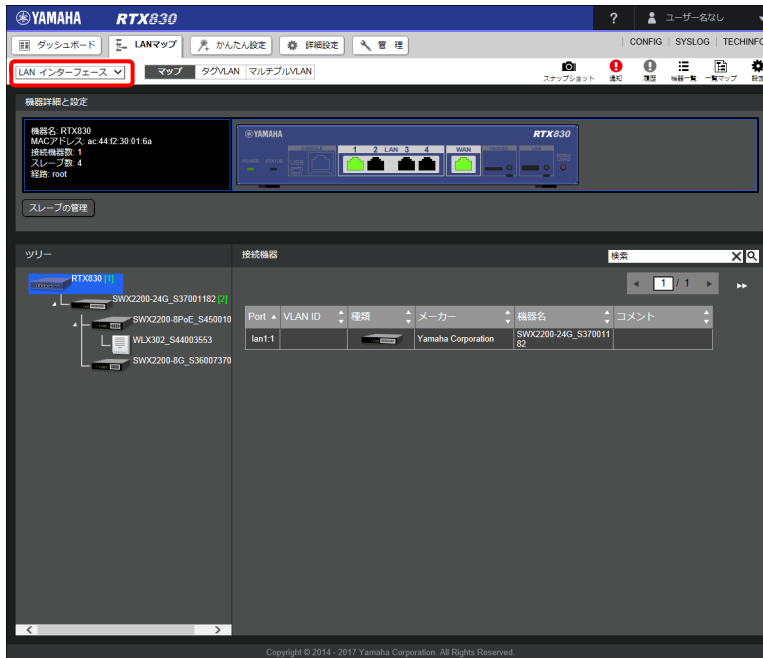 YAMAHA RTX830 ? ユーザー名なし
ダッシュボード LANマップ かんたん設定 詳細設定 管 理 CONFIG SYSLOG TECHINFO
LAN インターフェース マップ タグVLAN マルチプルVLAN スナップショット 通知 履歴 機器一覧 一覧マップ 設定
機器詳細と設定
機器名: RTX830
MACアドレス: ac:44:f2:30:01:6a
接続機器数: 1
スレーブ数: 4
経路: root
YAMAHA RTX830
1 2 LAN 3 4 WAN
POWER STATUS USB
スレーブの管理
ツリー 接続機器 検索
1 / 1
RTX830 [1]
SWX2200-24G_S37001182 [2]
SWX2200-8PoE_S450010
WLX302_S44003553
SWX2200-8G_S36007370
Port VLAN ID 種類 メーカー 機器名 コメント
lan1:1 Yamaha Corporation SWX2200-24G_S370011
82
Copyright © 2014 - 2017 Yamaha Corporation. All Rights Reserved.